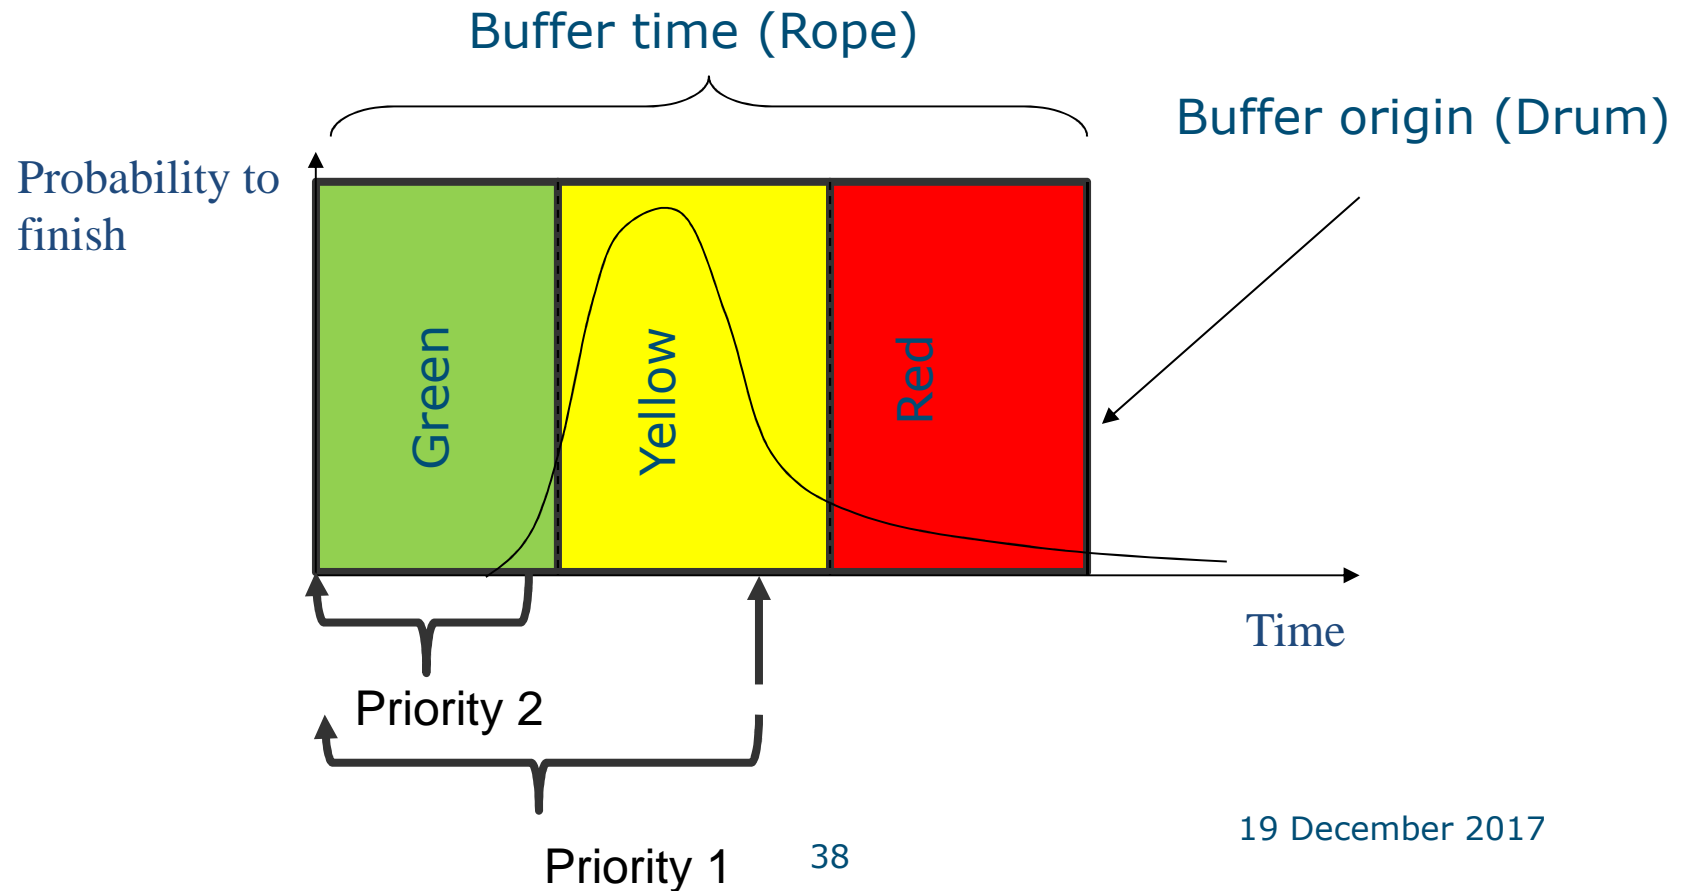 Buffer time (Rope)
Buffer origin (Drum)
Probability to
finish
Green
Yellow
Red
Time
Priority 2
Priority 1
38
19 December 2017